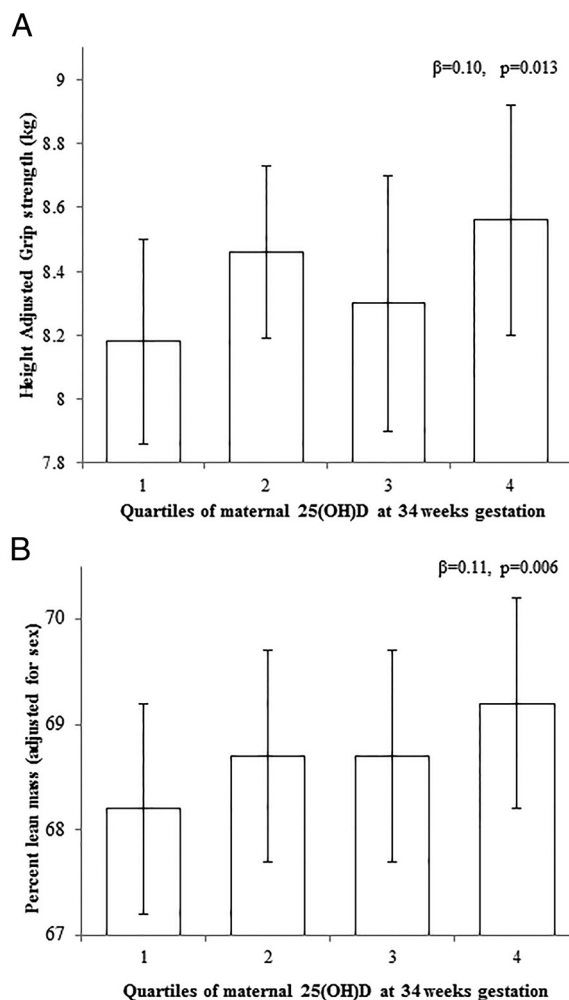 A
β=0.10, p=0.013
Height Adjusted Grip strength (kg)
9
8.8
8.6
8.4
8.2
8
7.8
1 2 3 4
Quartiles of maternal 25(OH)D at 34 weeks gestation
B
β=0.11, p=0.006
Percent lean mass (adjusted for sex)
70
69
68
67
1 2 3 4
Quartiles of maternal 25(OH)D at 34 weeks gestation